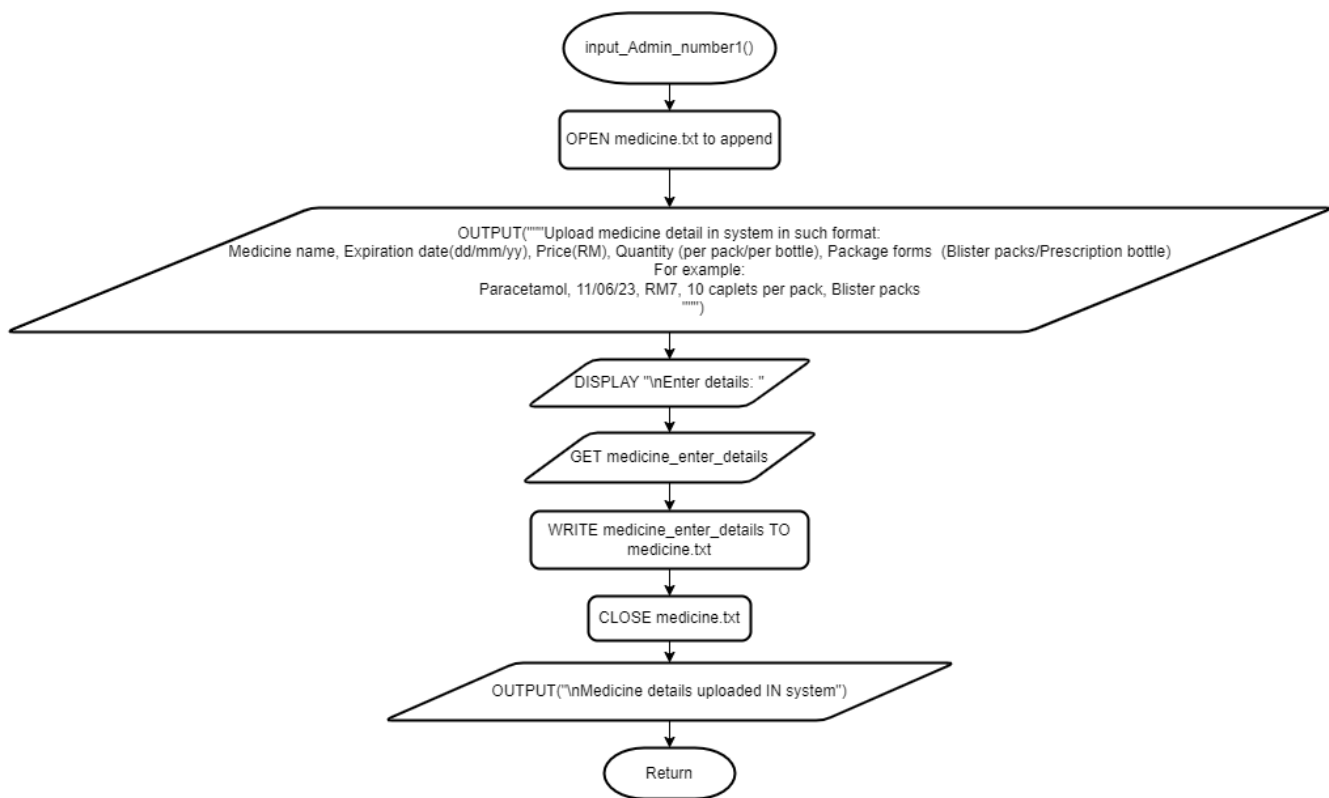 input_Admin_number1()
OPEN medicine.txt to append
OUTPUT("""Upload medicine detail in system in such format:
Medicine name, Expiration date(dd/mm/yy), Price(RM), Quantity (per pack/per bottle), Package forms  (Blister packs/Prescription bottle)
For example:
Paracetamol, 11/06/23, RM7, 10 caplets per pack, Blister packs
""")
DISPLAY "\nEnter details: "
GET medicine_enter_details
WRITE medicine_enter_details TO
medicine.txt
CLOSE medicine.txt
OUTPUT("\nMedicine details uploaded IN system")
Return